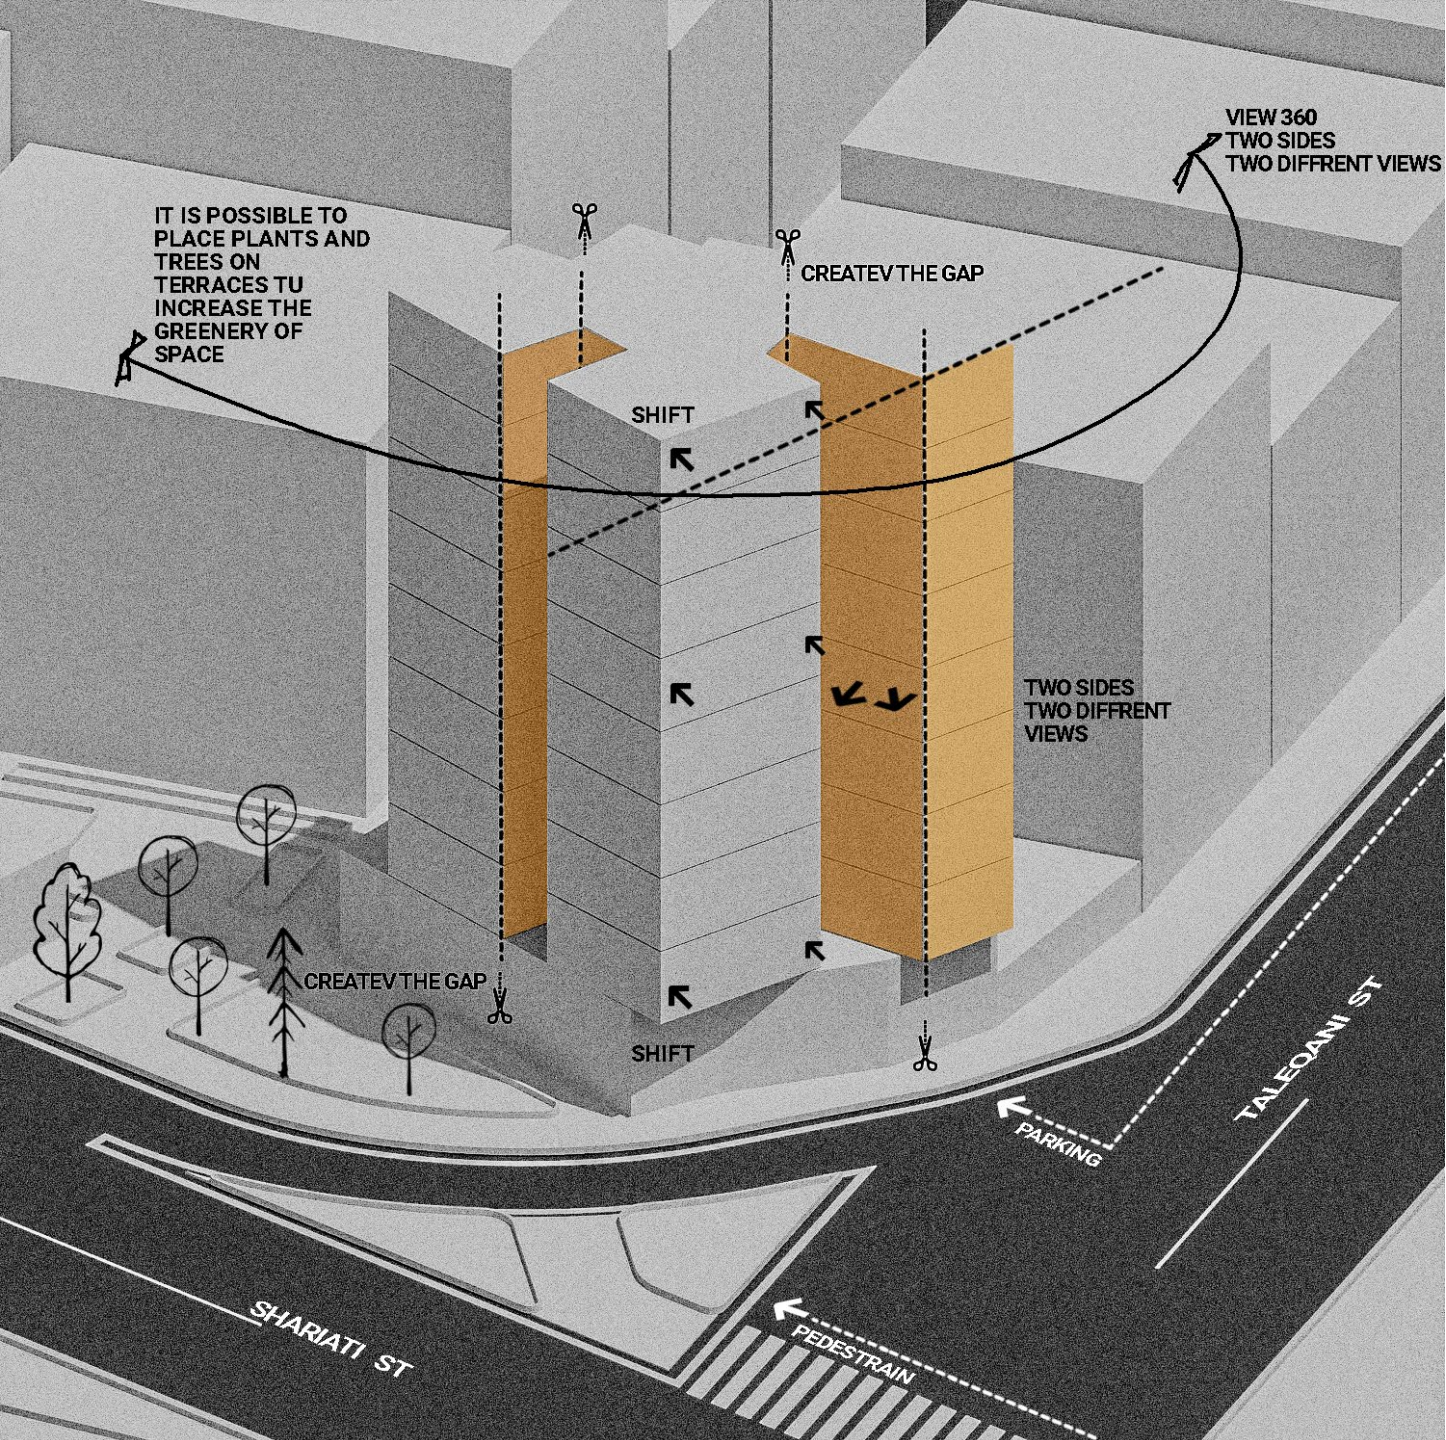 VIEW 360
TWO SIDES
TWO DIFFRENT VIEWS
IT IS POSSIBLE TO
PLACE PLANTS AND
TREES ON
TERRACES TU
INCREASE THE
GREENERY OF
SPACE
CREATEV THE GAP
SHIFT
TWO SIDES
TWO DIFFRENT
VIEWS
CREATEV THE GAP
SHIFT
TALEQANI ST
PARKING
SHARIATI ST
PEDESTRAIN